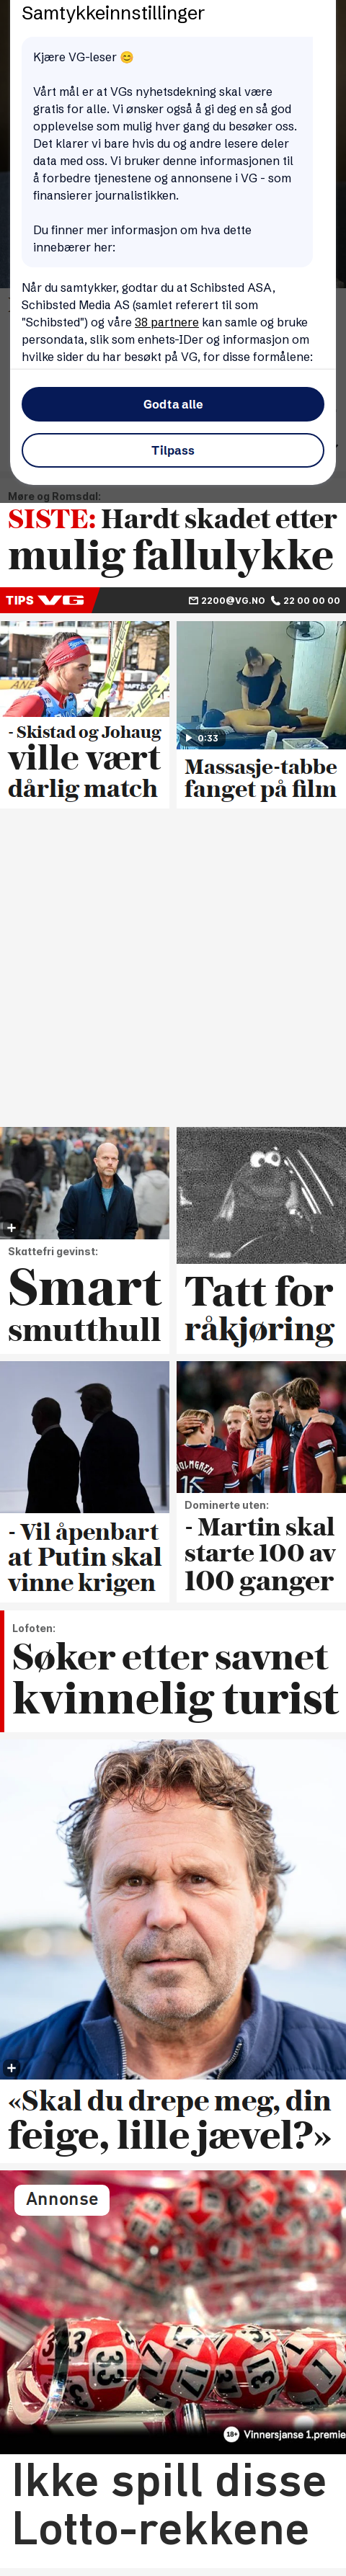 Samtykkeinnstillinger
Kjære VG-leser 😊
Vårt mål er at VGs nyhetsdekning skal være
gratis for alle. Vi ønsker også å gi deg en så god
opplevelse som mulig hver gang du besøker oss.
Det klarer vi bare hvis du og andre lesere deler
data med oss. Vi bruker denne informasjonen til
å forbedre tjenestene og annonsene i VG - som
finansierer journalistikken.
Du finner mer informasjon om hva dette
innebærer her:
Når du samtykker, godtar du at Schibsted ASA,
Schibsted Media AS (samlet referert til som
"Schibsted") og våre 38 partnere kan samle og bruke
persondata, slik som enhets-IDer og informasjon om
hvilke sider du har besøkt på VG, for disse formålene:
Godta alle
Tilpass
Møre og Romsdal:
SISTE: Hardt skadet etter
mulig fallulykke
TIPS VG 2200@VG.NO 22 00 00 00
- Skistad og Johaug
ville vært
dårlig match
0:33
Massasje-tabbe
fanget på film
Skattefri gevinst:
Smart
smutthull
Tatt for
råkjøring
- Vil åpenbart
at Putin skal
vinne krigen
Dominerte uten:
- Martin skal
starte 100 av
100 ganger
Lofoten:
Søker etter savnet
kvinnelig turist
«Skal du drepe meg, din
feige, lille jævel?»
Annonse
33
17
13
31
1
18+ Vinnersjanse 1.premie
Ikke spill disse
Lotto-rekkene